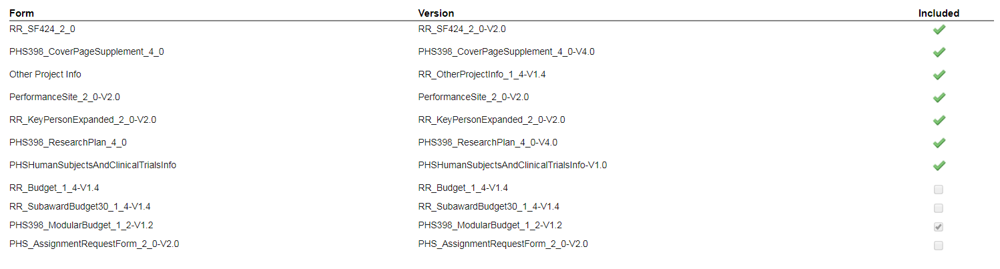 Form Version Included
RR_SF424_2_0 RR_SF424_2_0-V2.0
PHS398_CoverPageSupplement_4_0 PHS398_CoverPageSupplement_4_0-V4.0
Other Project Info RR_OtherProjectInfo_1_4-V1.4
PerformanceSite_2_0-V2.0 PerformanceSite_2_0-V2.0
RR_KeyPersonExpanded_2_0-V2.0 RR_KeyPersonExpanded_2_0-V2.0
PHS398_ResearchPlan_4_0 PHS398_ResearchPlan_4_0-V4.0
PHSHumanSubjectsAndClinicalTrialsInfo PHSHumanSubjectsAndClinicalTrialsInfo-V1.0
RR_Budget_1_4-V1.4 RR_Budget_1_4-V1.4
RR_SubawardBudget30_1_4-V1.4 RR_SubawardBudget30_1_4-V1.4
PHS398_ModularBudget_1_2-V1.2 PHS398_ModularBudget_1_2-V1.2
PHS_AssignmentRequestForm_2_0-V2.0 PHS_AssignmentRequestForm_2_0-V2.0